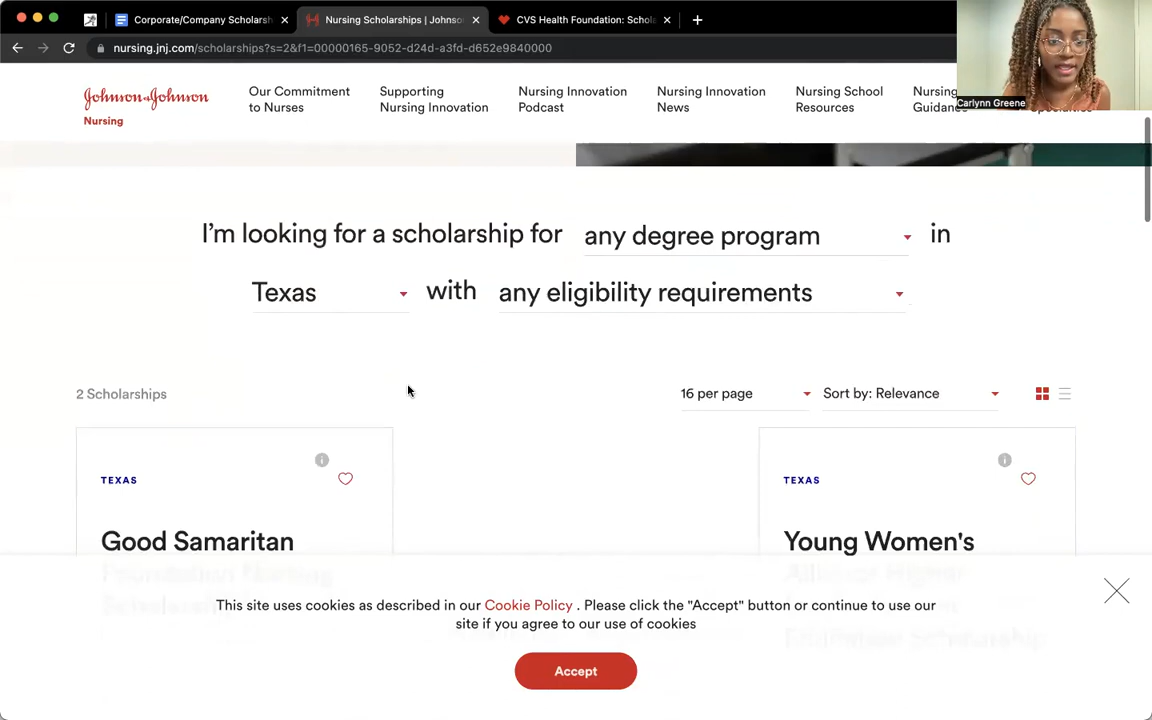 Corporate/Company Scholarsh
Nursing Scholarships | Johnso
CVS Health Foundation: Schol
nursing.jnj.com/scholarships?s=2&f1=00000165-9052-d24d-a3fd-d652e9840000
Carlynn Greene
Johnson&Johnson
Nursing
Our Commitment
to Nurses
Supporting
Nursing Innovation
Nursing Innovation
Podcast
Nursing Innovation
News
Nursing School
Resources
Nursing
I'm looking for a scholarship for any degree program in
Texas with any eligibility requirements
2 Scholarships
16 per page
Sort by: Relevance
TEXAS
Good Samaritan
Foundation Nursing
TEXAS
Young Women's
This site uses cookies as described in our Cookie Policy . Please click the "Accept" button or continue to use our
site if you agree to our use of cookies
Accept